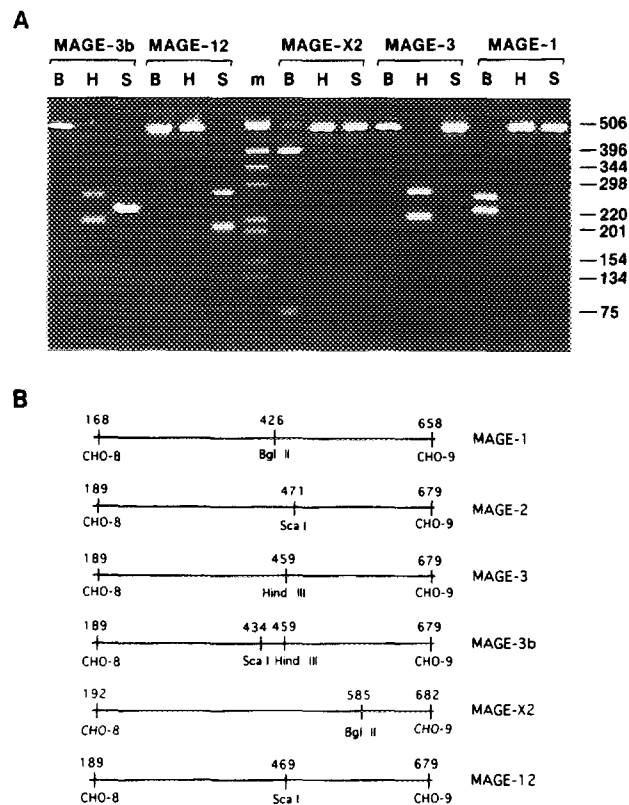 A
MAGE-3b MAGE-12 MAGE-X2 MAGE-3 MAGE-1
B H S B H S m B H S B H S B H S
506
396
344
298
220
201
154
134
75
B
168 426 658
CHO-8 Bgl II CHO-9
MAGE-1
189 471 679
CHO-8 Sca I CHO-9
MAGE-2
189 459 679
CHO-8 Hind III CHO-9
MAGE-3
189 434 459 679
CHO-8 Sca I Hind III CHO-9
MAGE-3b
192 585 682
CHO-8 Bgl II CHO-9
MAGE-X2
189 469 679
CHO-8 Sca I CHO-9
MAGE-12